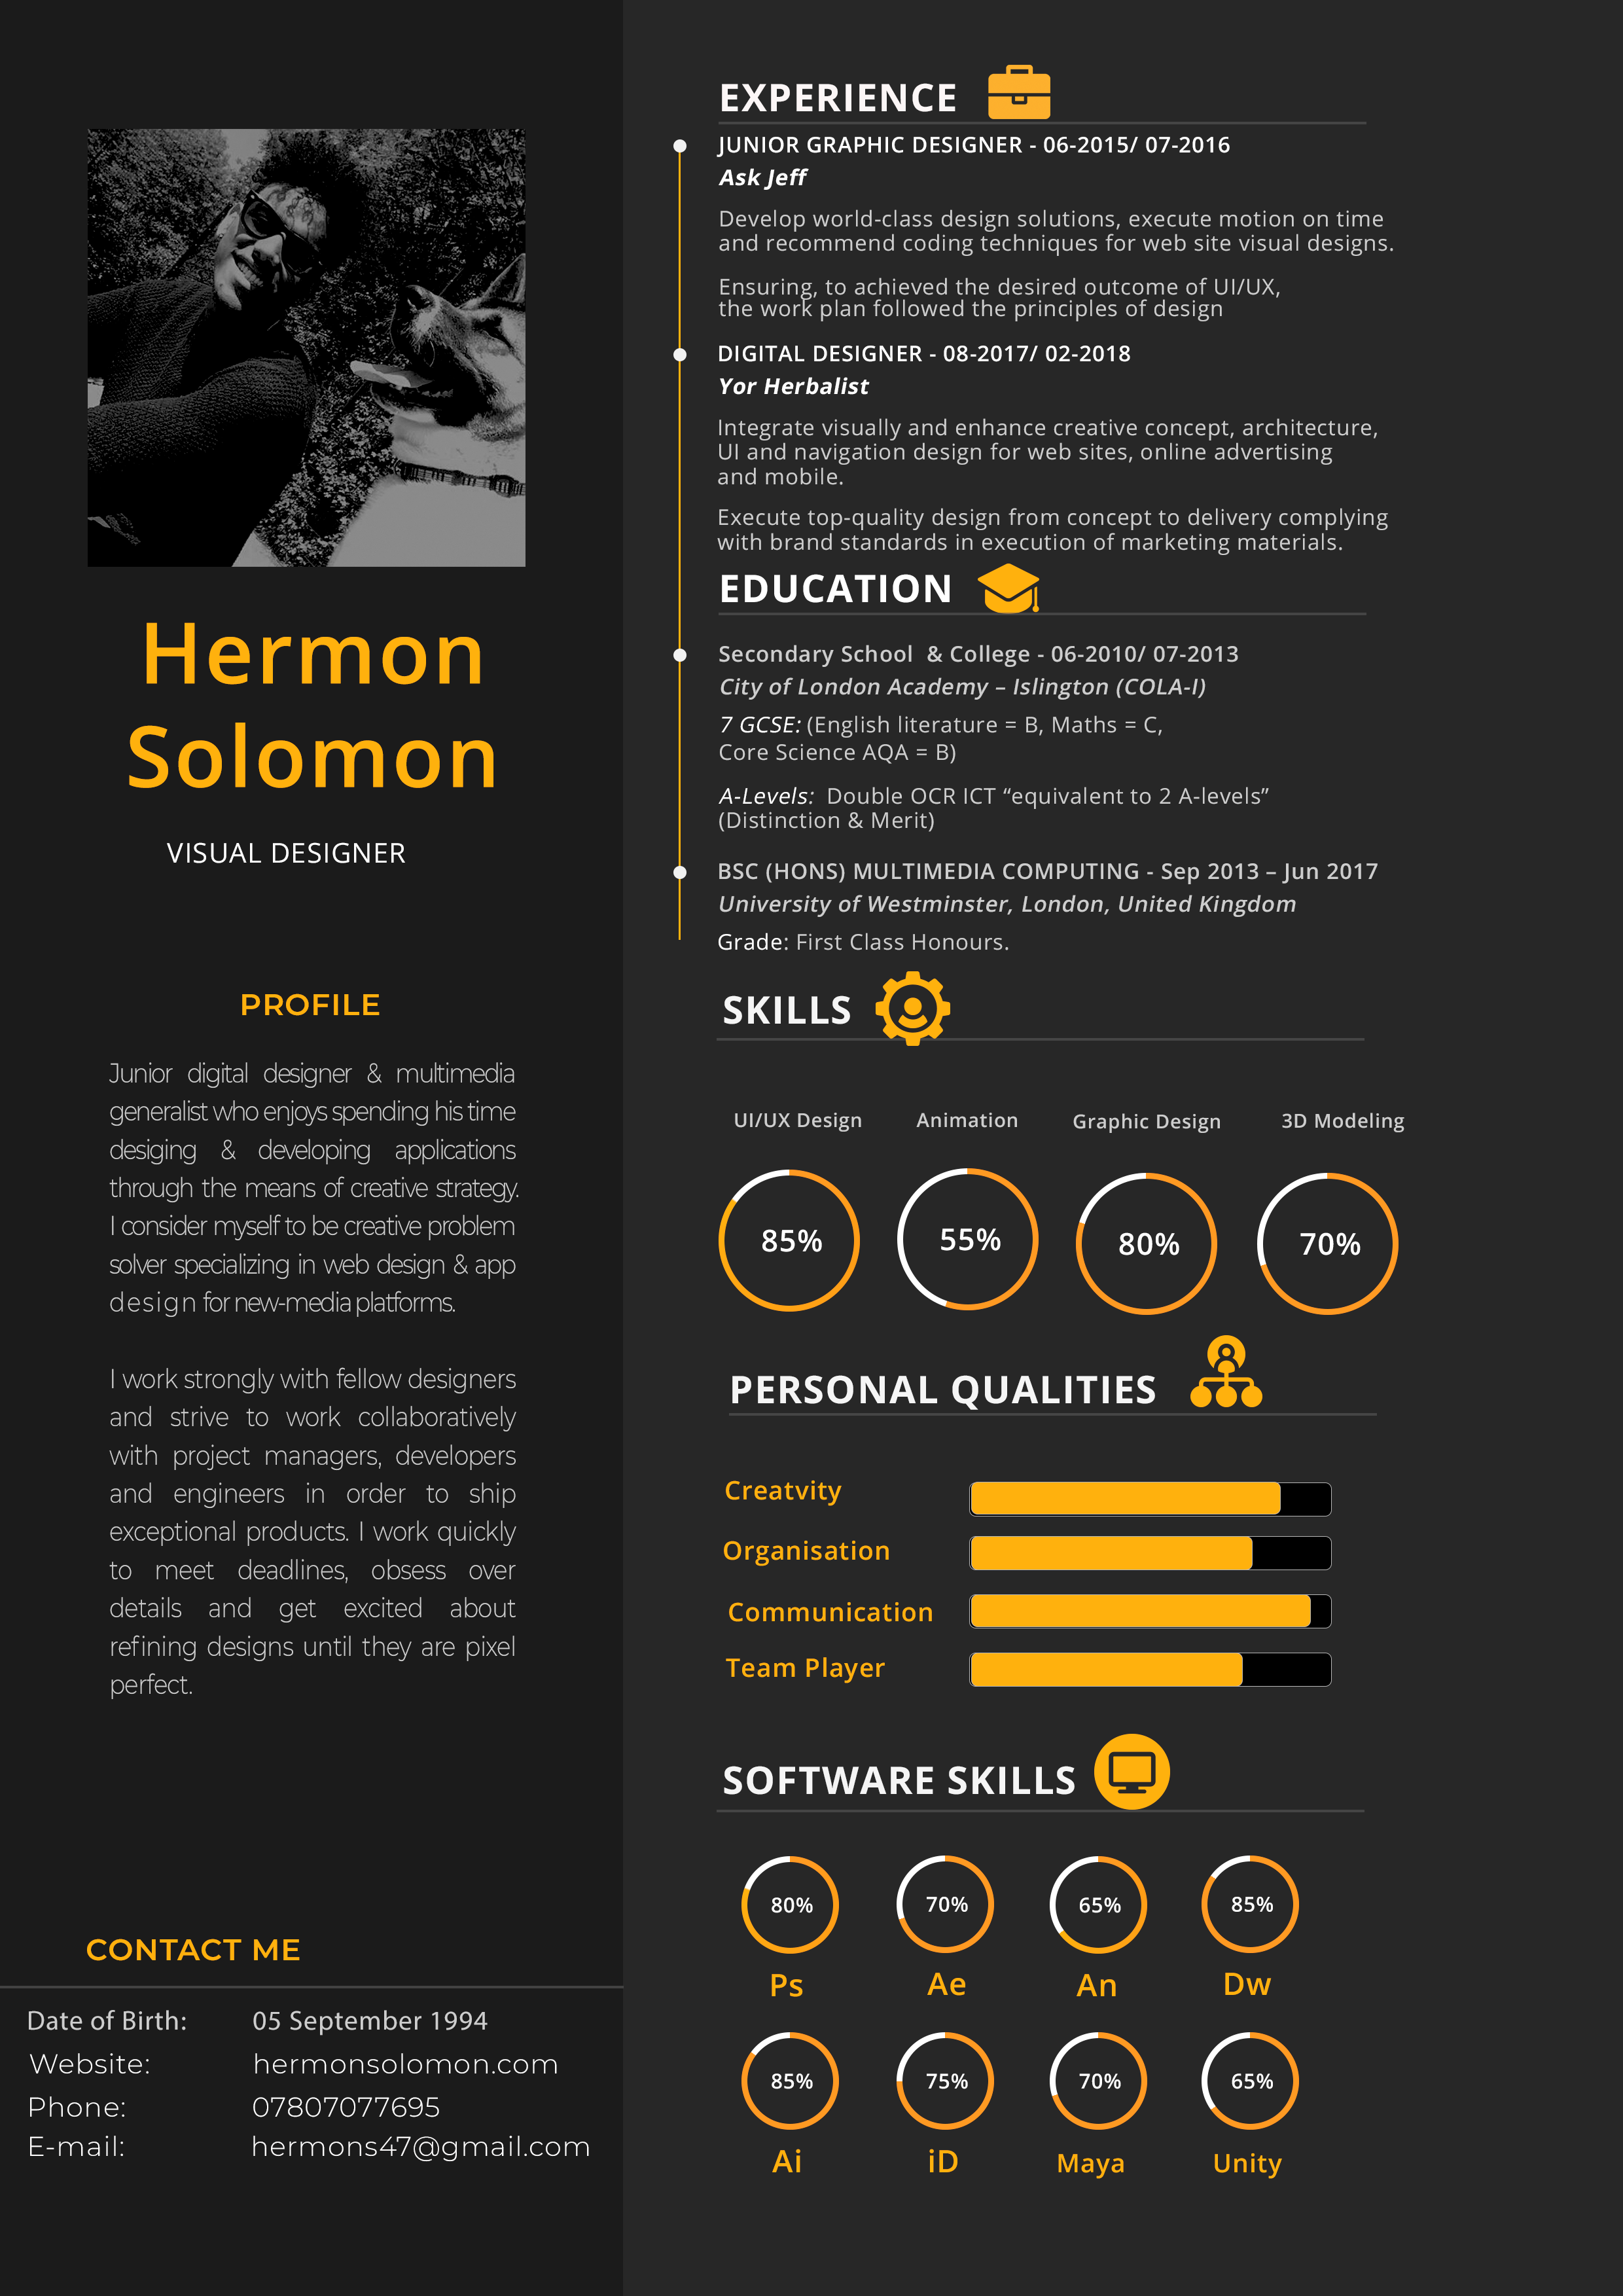 Hermon
Solomon
VISUAL DESIGNER
PROFILE
Junior digital designer & multimedia
generalist who enjoys spending his time
desiging & developing applications
through the means of creative strategy.
I consider myself to be creative problem
solver specializing in web design & app
design for new-media platforms.
I work strongly with fellow designers
and strive to work collaboratively
with project managers, developers
and engineers in order to ship
exceptional products. I work quickly
to meet deadlines, obsess over
details and get excited about
refining designs until they are pixel
perfect.
CONTACT ME
Date of Birth: 05 September 1994
Website: hermonsolomon.com
Phone: 07807077695
E-mail: hermons47@gmail.com
EXPERIENCE
JUNIOR GRAPHIC DESIGNER - 06-2015/ 07-2016
Ask Jeff
Develop world-class design solutions, execute motion on time
and recommend coding techniques for web site visual designs.
Ensuring, to achieved the desired outcome of UI/UX,
the work plan followed the principles of design
DIGITAL DESIGNER - 08-2017/ 02-2018
Yor Herbalist
Integrate visually and enhance creative concept, architecture,
UI and navigation design for web sites, online advertising
and mobile.
Execute top-quality design from concept to delivery complying
with brand standards in execution of marketing materials.
EDUCATION
Secondary School & College - 06-2010/ 07-2013
City of London Academy – Islington (COLA-I)
7 GCSE: (English literature = B, Maths = C,
Core Science AQA = B)
A-Levels: Double OCR ICT “equivalent to 2 A-levels”
(Distinction & Merit)
BSC (HONS) MULTIMEDIA COMPUTING - Sep 2013 – Jun 2017
University of Westminster, London, United Kingdom
Grade: First Class Honours.
SKILLS
UI/UX Design Animation Graphic Design 3D Modeling
85% 55% 80% 70%
PERSONAL QUALITIES
Creatvity
Organisation
Communication
Team Player
SOFTWARE SKILLS
80% 70% 65% 85%
Ps Ae An Dw
85% 75% 70% 65%
Ai iD Maya Unity